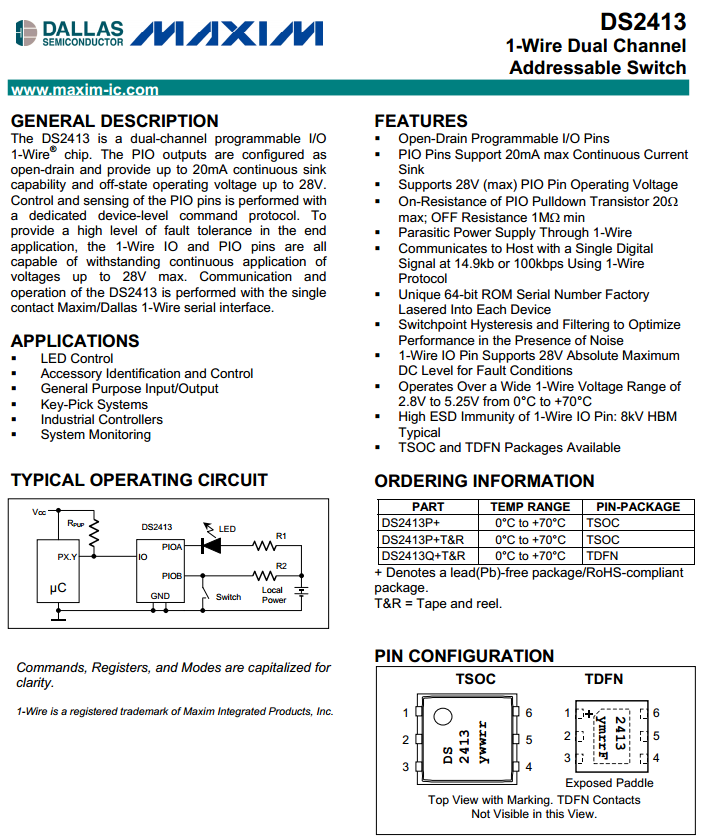 DALLAS
SEMICONDUCTOR
MAXIM
DS2413
1-Wire Dual Channel
Addressable Switch
www.maxim-ic.com
GENERAL DESCRIPTION
The DS2413 is a dual-channel programmable I/O
1-Wire® chip. The PIO outputs are configured as
open-drain and provide up to 20mA continuous sink
capability and off-state operating voltage up to 28V.
Control and sensing of the PIO pins is performed with
a dedicated device-level command protocol. To
provide a high level of fault tolerance in the end
application, the 1-Wire IO and PIO pins are all
capable of withstanding continuous application of
voltages up to 28V max. Communication and
operation of the DS2413 is performed with the single
contact Maxim/Dallas 1-Wire serial interface.
APPLICATIONS
▪ LED Control
▪ Accessory Identification and Control
▪ General Purpose Input/Output
▪ Key-Pick Systems
▪ Industrial Controllers
▪ System Monitoring
TYPICAL OPERATING CIRCUIT
Vcc
RPUP
DS2413
LED
R1
PIOA
PX.Y
IO
R2
PIOB
µC
GND
Switch
Local
Power
Commands, Registers, and Modes are capitalized for
clarity.
1-Wire is a registered trademark of Maxim Integrated Products, Inc.
FEATURES
▪ Open-Drain Programmable I/O Pins
▪ PIO Pins Support 20mA max Continuous Current
Sink
▪ Supports 28V (max) PIO Pin Operating Voltage
▪ On-Resistance of PIO Pulldown Transistor 20Ω
max; OFF Resistance 1MΩ min
▪ Parasitic Power Supply Through 1-Wire
▪ Communicates to Host with a Single Digital
Signal at 14.9kb or 100kbps Using 1-Wire
Protocol
▪ Unique 64-bit ROM Serial Number Factory
Lasered Into Each Device
▪ Switchpoint Hysteresis and Filtering to Optimize
Performance in the Presence of Noise
▪ 1-Wire IO Pin Supports 28V Absolute Maximum
DC Level for Fault Conditions
▪ Operates Over a Wide 1-Wire Voltage Range of
2.8V to 5.25V from 0°C to +70°C
▪ High ESD Immunity of 1-Wire IO Pin: 8kV HBM
Typical
▪ TSOC and TDFN Packages Available
ORDERING INFORMATION
PART TEMP RANGE PIN-PACKAGE
DS2413P+ 0°C to +70°C TSOC
DS2413P+T&R 0°C to +70°C TSOC
DS2413Q+T&R 0°C to +70°C TDFN
+ Denotes a lead(Pb)-free package/RoHS-compliant
package.
T&R = Tape and reel.
PIN CONFIGURATION
TSOC
1
2
3
6
5
4
DS
2413
ywwrr
TDFN
1
2
3
6
5
4
+
2413
ymrrF
Exposed Paddle
Top View with Marking. TDFN Contacts
Not Visible in this View.